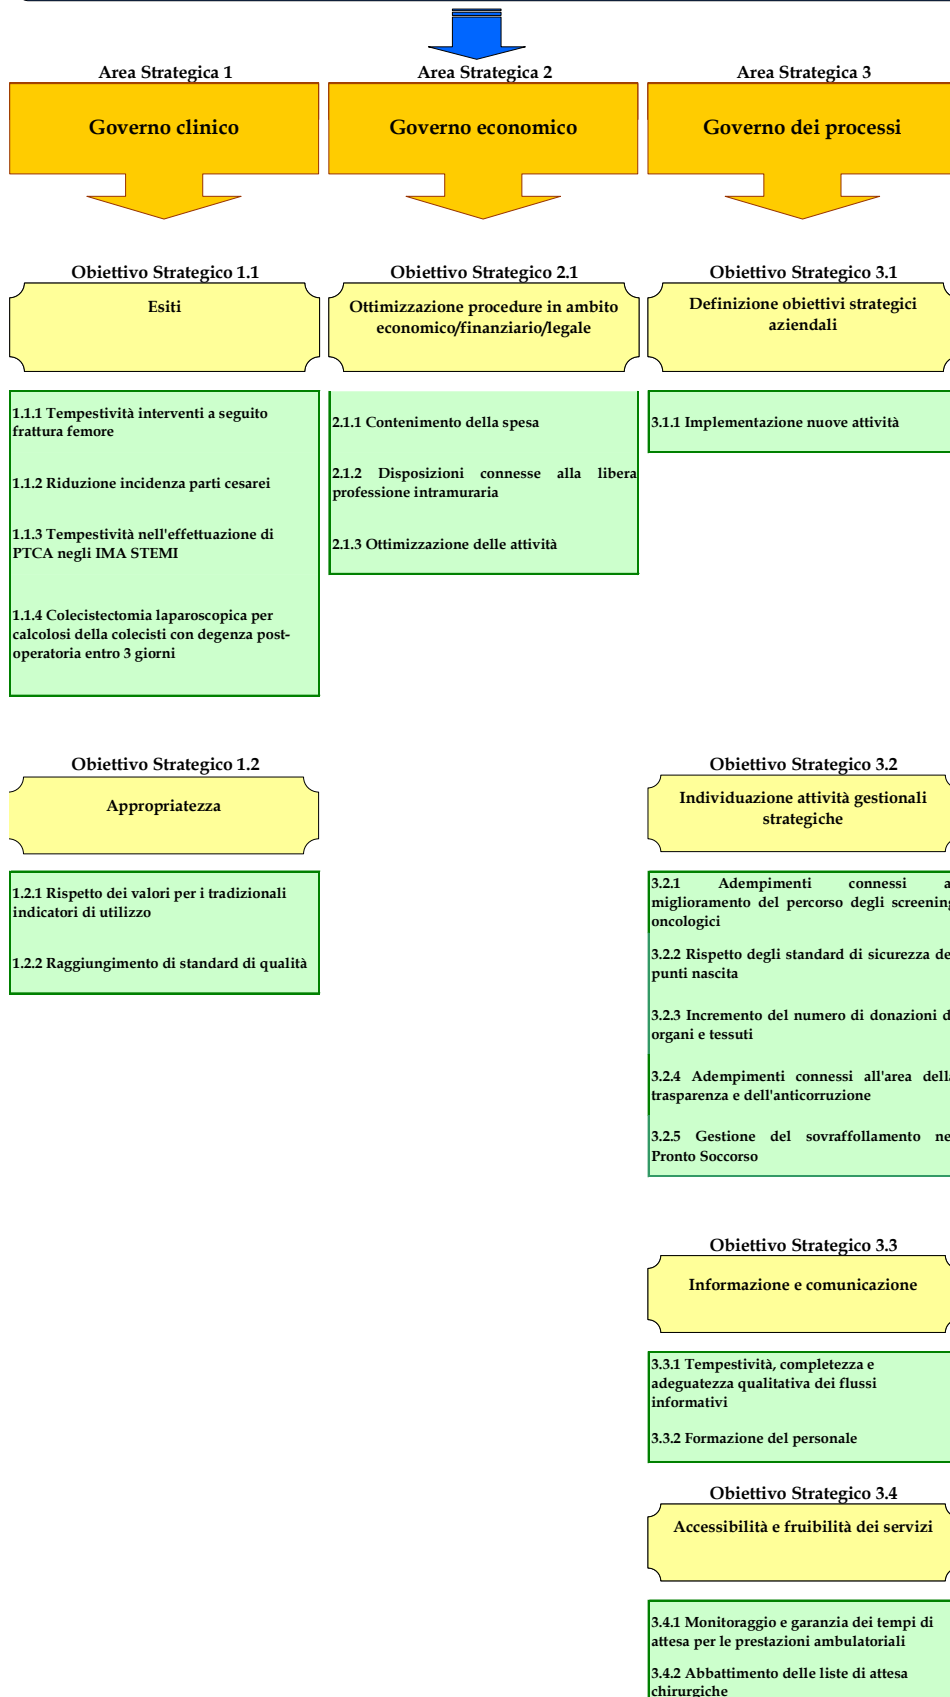 Area Strategica 1
Governo clinico
Area Strategica 2
Governo economico
Area Strategica 3
Governo dei processi
Obiettivo Strategico 1.1
Esiti
1.1.1 Tempestività interventi a seguito
frattura femore
1.1.2 Riduzione incidenza parti cesarei
1.1.3 Tempestività nell'effettuazione di
PTCA negli IMA STEMI
1.1.4 Colecistectomia laparoscopica per
calcolosi della colecisti con degenza post-
operatoria entro 3 giorni
Obiettivo Strategico 2.1
Ottimizzazione procedure in ambito
economico/finanziario/legale
2.1.1 Contenimento della spesa
2.1.2 Disposizioni connesse alla libera
professione intramuraria
2.1.3 Ottimizzazione delle attività
Obiettivo Strategico 3.1
Definizione obiettivi strategici
aziendali
3.1.1 Implementazione nuove attività
Obiettivo Strategico 1.2
Appropriatezza
1.2.1 Rispetto dei valori per i tradizionali
indicatori di utilizzo
1.2.2 Raggiungimento di standard di qualità
Obiettivo Strategico 3.2
Individuazione attività gestionali
strategiche
3.2.1 Adempimenti connessi
miglioramento del percorso degli screening
oncologici
3.2.2 Rispetto degli standard di sicurezza
punti nascita
3.2.3 Incremento del numero di donazioni
organi e tessuti
3.2.4 Adempimenti connessi all'area della
trasparenza e dell'anticorruzione
3.2.5 Gestione del sovraffollamento
Pronto Soccorso
Obiettivo Strategico 3.3
Informazione e comunicazione
3.3.1 Tempestività, completezza e
adeguatezza qualitativa dei flussi
informativi
3.3.2 Formazione del personale
Obiettivo Strategico 3.4
Accessibilità e fruibilità dei servizi
3.4.1 Monitoraggio e garanzia dei tempi di
attesa per le prestazioni ambulatoriali
3.4.2 Abbattimento delle liste di attesa
chirurgiche